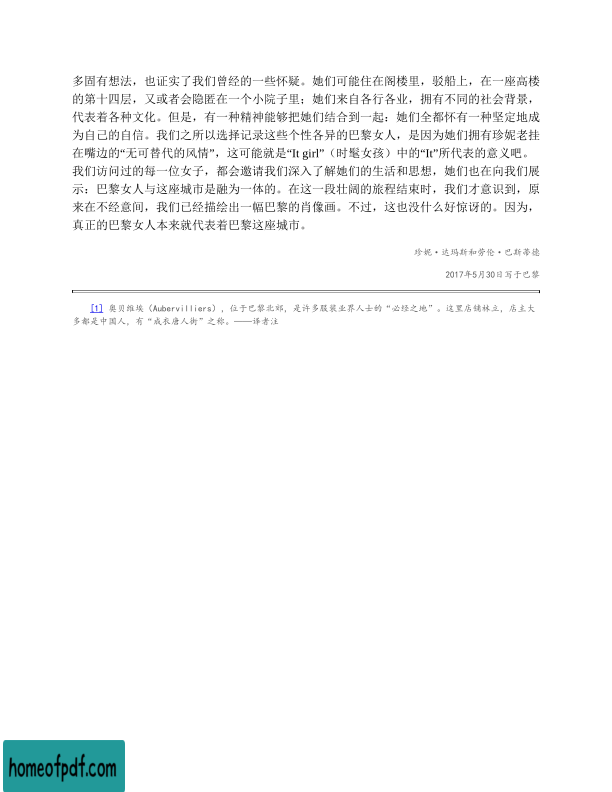 多固有想法，也证实了我们曾经的一些怀疑。她们可能住在阁楼里，驳船上，在一座高楼
的第十四层，又或者会隐匿在一个小院子里；她们来自各行各业，拥有不同的社会背景，
代表着各种文化。但是，有一种精神能够把她们结合到一起：她们全都怀有一种坚定地成
为自己的自信。我们之所以选择记录这些个性各异的巴黎女人，是因为她们拥有珍妮老挂
在嘴边的“无可替代的风情”，这可能就是“It girl”（时髦女孩）中的“It”所代表的意义吧。
我们访问过的每一位女子，都会邀请我们深入了解她们的生活和思想，她们也在向我们展
示：巴黎女人与这座城市是融为一体的。在这一段壮阔的旅程结束时，我们才意识到，原
来在不经意间，我们已经描绘出一幅巴黎的肖像画。不过，这也没什么好惊讶的。因为，
真正的巴黎女人本来就代表着巴黎这座城市。
珍妮·达玛斯和劳伦·巴斯蒂德
2017年5月30日写于巴黎
[1] 奥贝维埃（Aubervilliers），位于巴黎北郊，是许多服装业界人士的“必经之地”。这里店铺林立，店主大
多都是中国人，有“成衣唐人街”之称。——译者注
homeofpdf.com